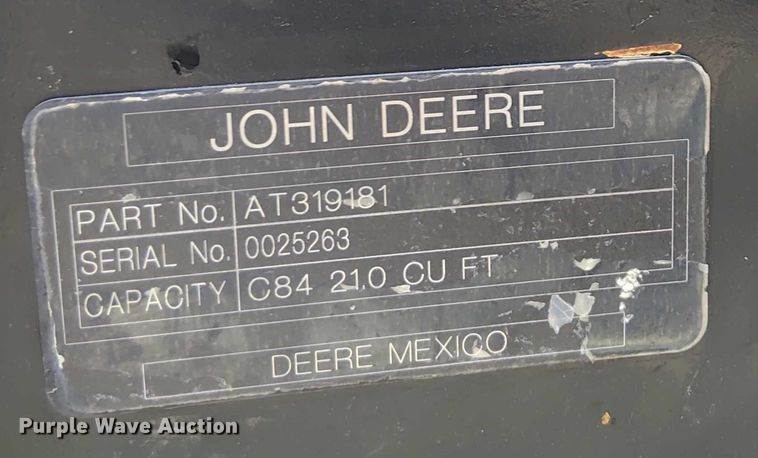 JOHN DEERE
PART No. AT319181
SERIAL No. 0025263
CAPACITY C84 21.0 CU FT
DEERE MEXICO
Purple Wave Auction